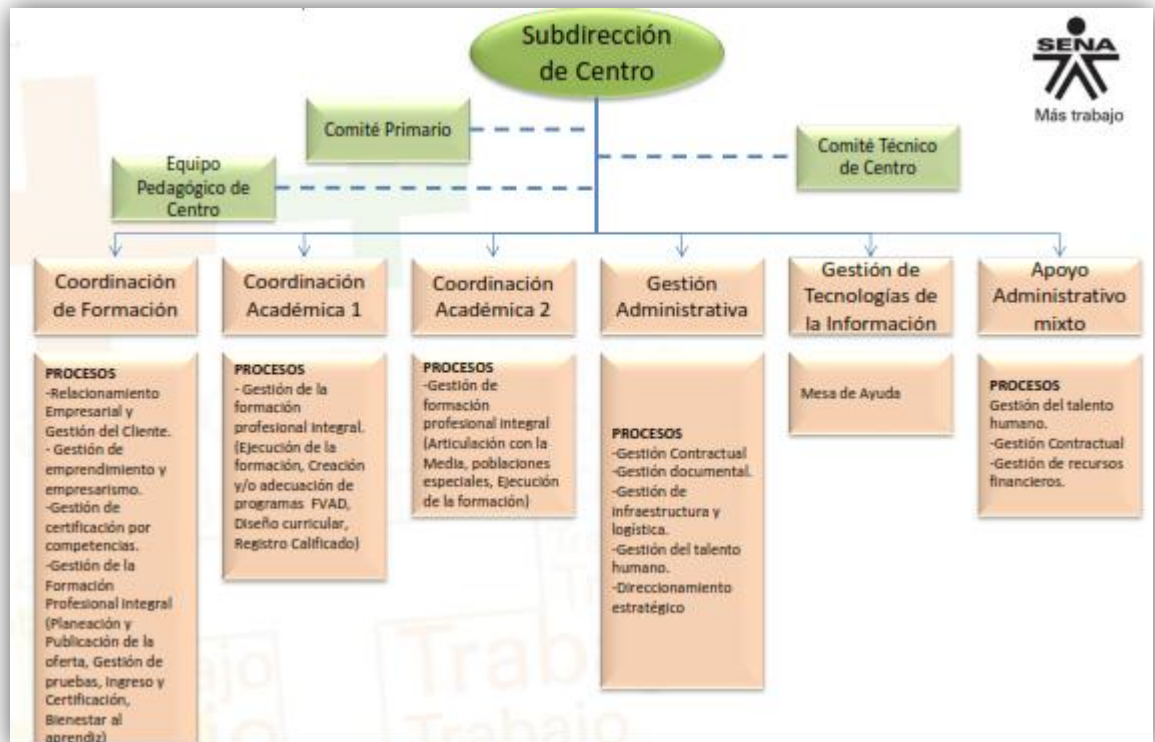 Subdirección
de Centro
SENA
Más trabajo
Comité Primario
Comité Técnico
de Centro
Equipo
Pedagógico de
Centro
Coordinación
de Formación
Coordinación
Académica 1
Coordinación
Académica 2
Gestión
Administrativa
Gestión de
Tecnologías de
la Información
Apoyo
Administrativo
mixto
PROCESOS
-Relacionamiento
Empresarial y
Gestión del Cliente.
- Gestión de
emprendimiento y
empresarismo.
-Gestión de
certificación por
competencias.
-Gestión de la
Formación
Profesional Integral
(Planeación y
Publicación de la
oferta, Gestión de
pruebas, Ingreso y
Certificación,
Bienestar al
aprendiz)
PROCESOS
- Gestión de la
formación
profesional integral.
(Ejecución de la
formación, Creación
y/o adecuación de
programas FVAD,
Diseño curricular,
Registro Calificado)
PROCESOS
-Gestión de
formación
profesional integral
(Articulación con la
Media, poblaciones
especiales, Ejecución
de la formación)
PROCESOS
-Gestión Contractual
-Gestión documental.
-Gestión de
infraestructura y
logística.
-Gestión del talento
humano.
-Direccionamiento
estratégico
Mesa de Ayuda
PROCESOS
Gestión del talento
humano.
-Gestión Contractual
-Gestión de recursos
financieros.
Trabajo
Trabajo